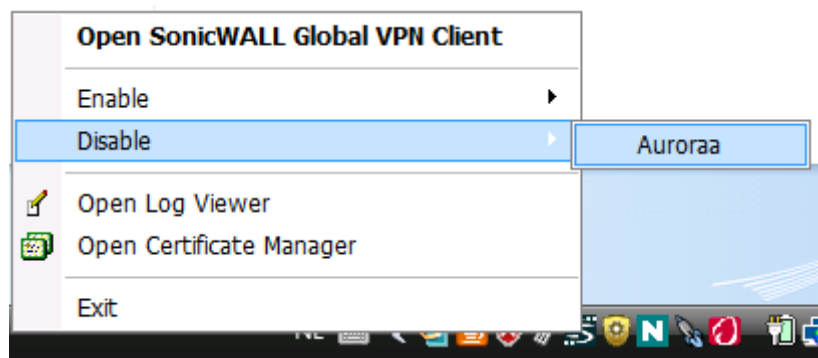 Open SonicWALL Global VPN Client
Enable
Disable
Auroraa
Open Log Viewer
Open Certificate Manager
Exit
NL